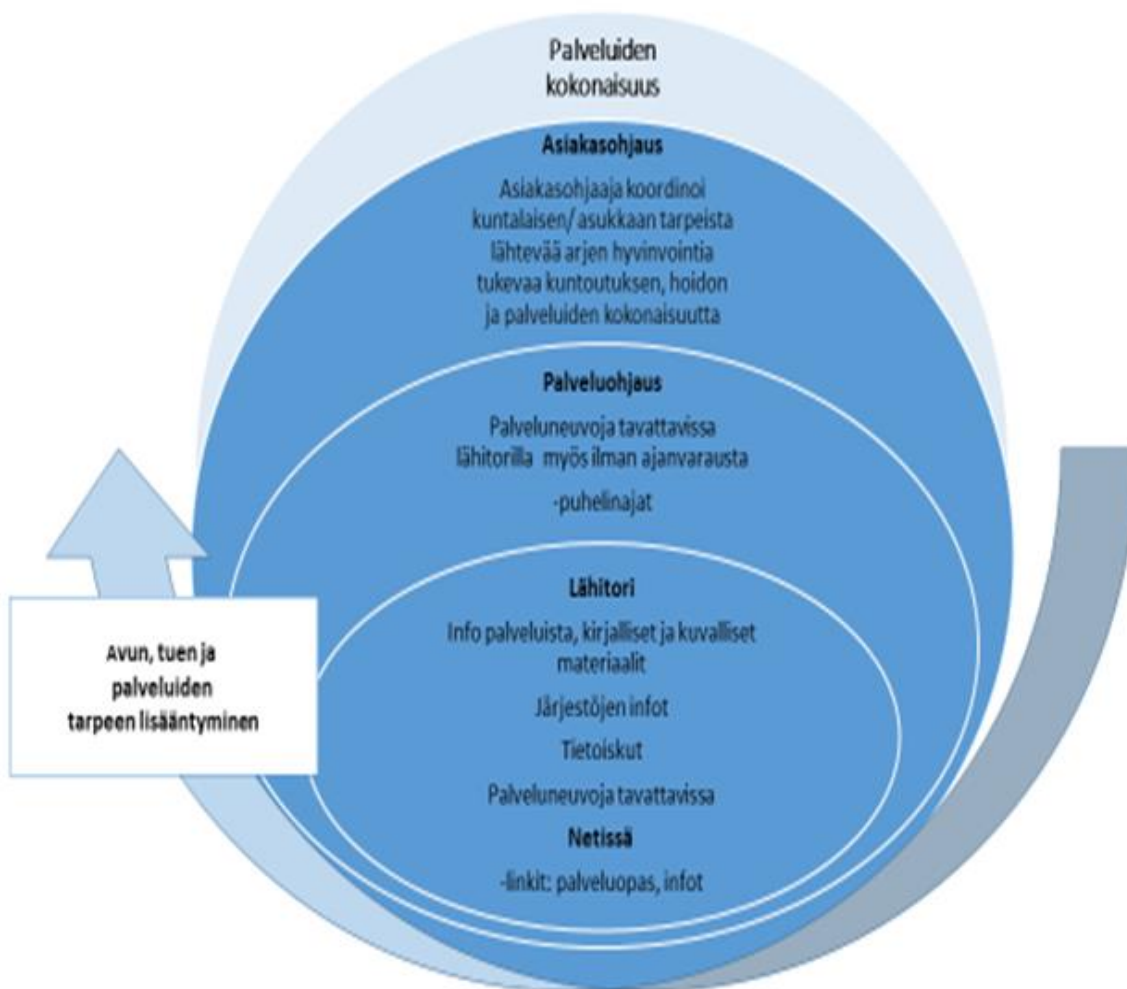 Palveluiden
kokonaisuus
Asiakasohjaus
Asiakasohjaaja koordinoi
kuntalaisen/ asukkaan tarpeista
lähtevää arjen hyvinvointia
tukevaa kuntoutuksen, hoidon
ja palveluiden kokonaisuutta
Palveluohjaus
Palveluneuvoja tavattavissa
lähitorilla myös ilman ajanvarausta
-puhelinajat
Lähitori
Info palveluista, kirjalliset ja kuvalliset
materiaalit
Järjestöjen infot
Tietoiskut
Palveluneuvoja tavattavissa
Netissä
-linkit: palveluopas, infot
Avun, tuen ja
palveluiden
tarpeen lisääntyminen